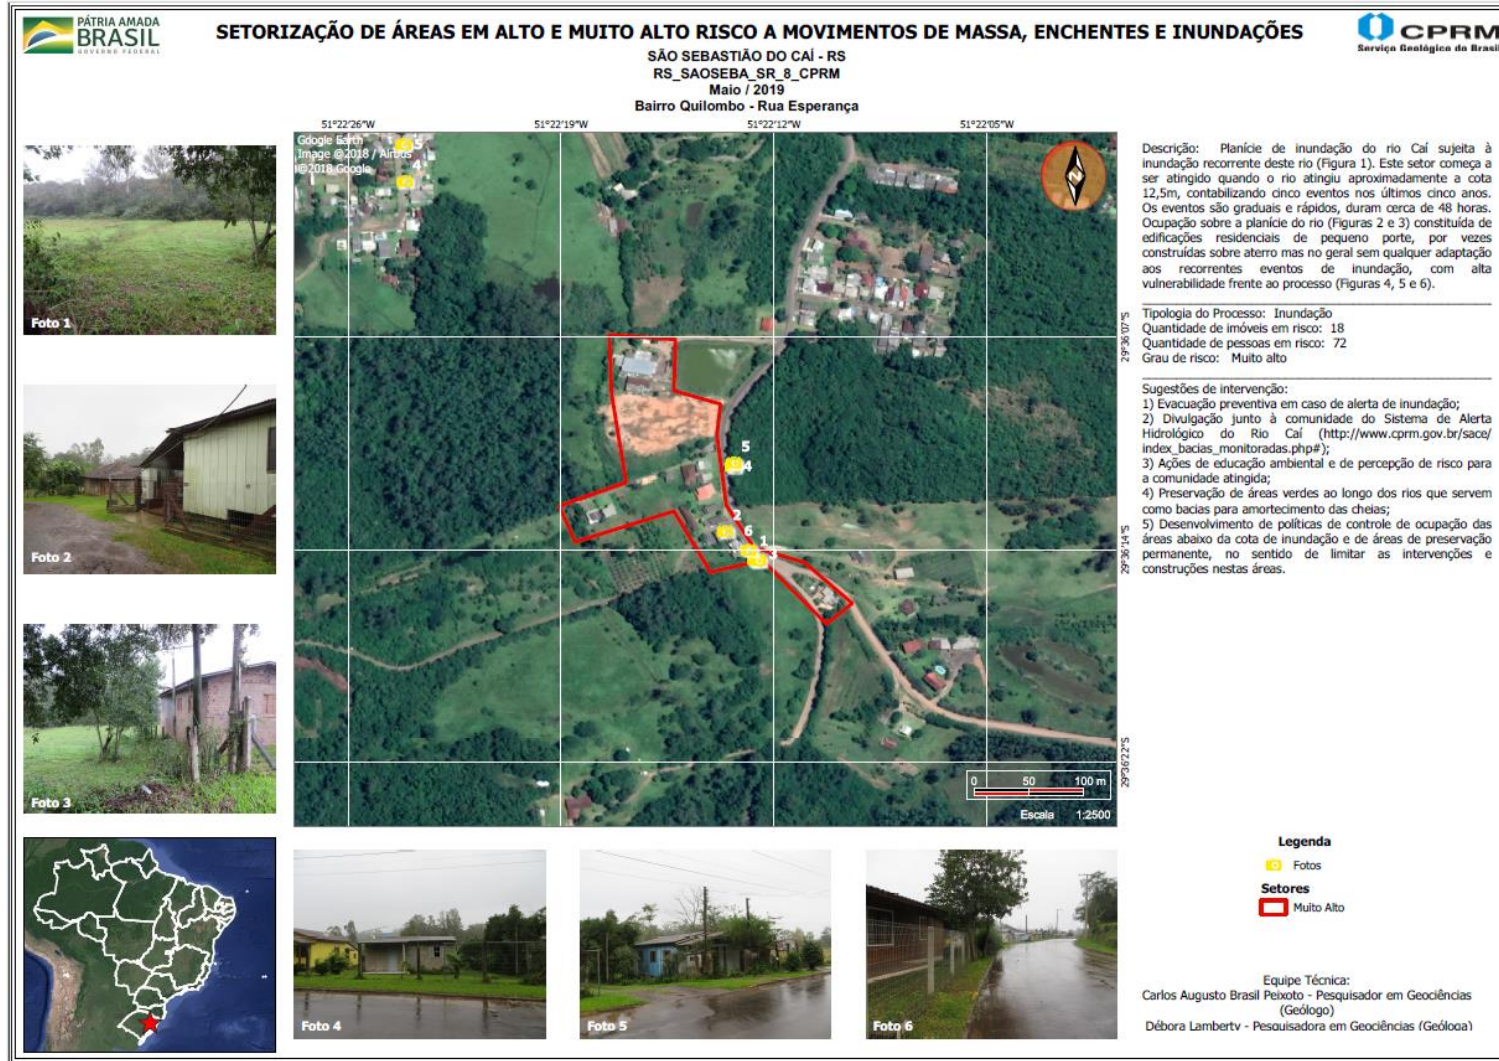 PÁTRIA AMADA
BRASIL
GOVERNO FEDERAL
SETORIZAÇÃO DE ÁREAS EM ALTO E MUITO ALTO RISCO A MOVIMENTOS DE MASSA, ENCHENTES E INUNDAÇÕES
SÃO SEBASTIÃO DO CAÍ - RS
RS_SAOSEBA_SR_8_CPRM
Maio / 2019
Bairro Quilombo - Rua Esperança
CPRM
Serviço Geológico do Brasil
51°22'26"W
51°22'19"W
51°22'12"W
51°22'05"W
Google Earth
Image ©2018 / Airbus
©2018 Google
5
4
N
29°36'07"S
29°36'14"S
29°36'22"S
5
4
2
6
1
3
0 50 100 m
Escala 1:2500
Foto 1
Foto 2
Foto 3
Foto 4
Foto 5
Foto 6
Descrição: Planície de inundação do rio Caí sujeita à
inundação recorrente deste rio (Figura 1). Este setor começa a
ser atingido quando o rio atingiu aproximadamente a cota
12,5m, contabilizando cinco eventos nos últimos cinco anos.
Os eventos são graduais e rápidos, duram cerca de 48 horas.
Ocupação sobre a planície do rio (Figuras 2 e 3) constituída de
edificações residenciais de pequeno porte, por vezes
construídas sobre aterro mas no geral sem qualquer adaptação
aos recorrentes eventos de inundação, com alta
vulnerabilidade frente ao processo (Figuras 4, 5 e 6).
Tipologia do Processo: Inundação
Quantidade de imóveis em risco: 18
Quantidade de pessoas em risco: 72
Grau de risco: Muito alto
Sugestões de intervenção:
1) Evacuação preventiva em caso de alerta de inundação;
2) Divulgação junto à comunidade do Sistema de Alerta
Hidrológico do Rio Caí (http://www.cprm.gov.br/sace/
index_bacias_monitoradas.php#);
3) Ações de educação ambiental e de percepção de risco para
a comunidade atingida;
4) Preservação de áreas verdes ao longo dos rios que servem
como bacias para amortecimento das cheias;
5) Desenvolvimento de políticas de controle de ocupação das
áreas abaixo da cota de inundação e de áreas de preservação
permanente, no sentido de limitar as intervenções e
construções nestas áreas.
Legenda
Fotos
Setores
Muito Alto
Equipe Técnica:
Carlos Augusto Brasil Peixoto - Pesquisador em Geociências
(Geólogo)
Débora Lamberty - Pesquisadora em Geociências (Geóloga)